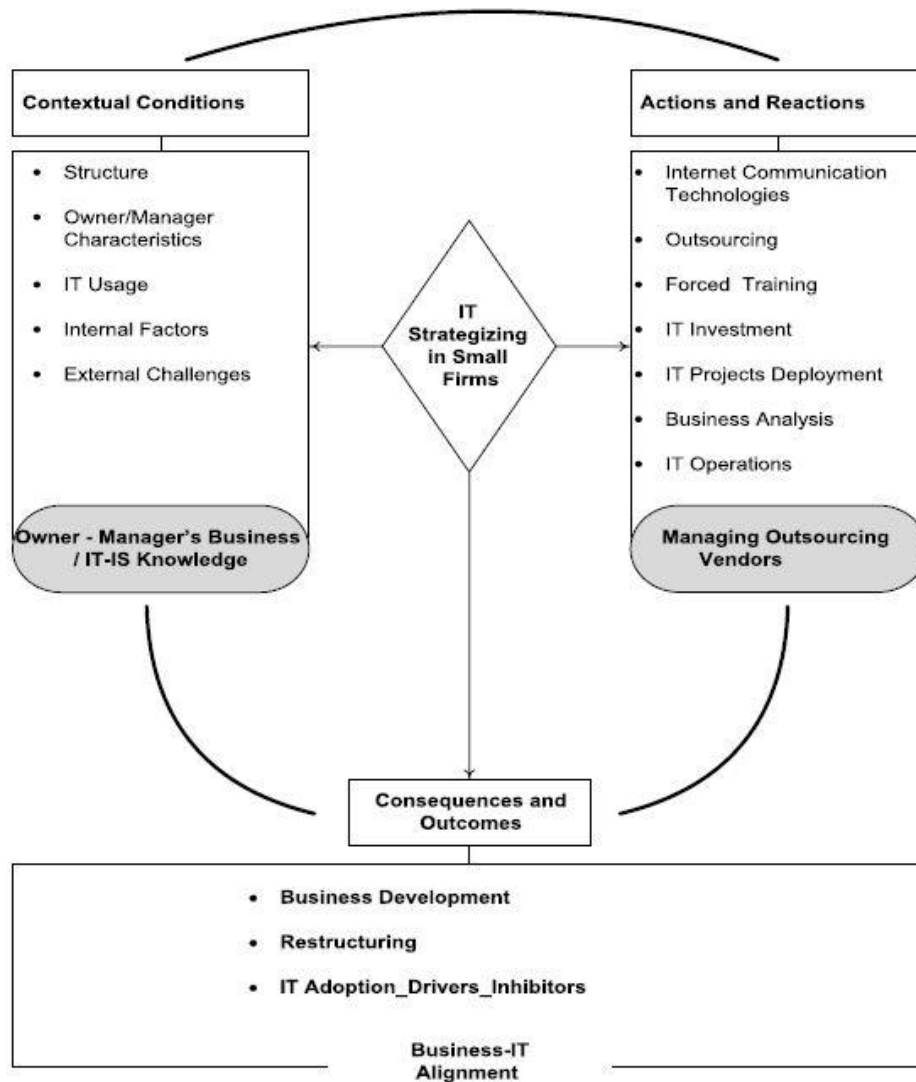 Contextual Conditions
• Structure
• Owner/Manager
Characteristics
• IT Usage
• Internal Factors
• External Challenges
Owner - Manager's Business
/ IT-IS Knowledge
IT
Strategizing
in Small
Firms
Actions and Reactions
• Internet Communication
Technologies
• Outsourcing
• Forced Training
• IT Investment
• IT Projects Deployment
• Business Analysis
• IT Operations
Managing Outsourcing
Vendors
Consequences and
Outcomes
• Business Development
• Restructuring
• IT Adoption_Drivers_Inhibitors
Business-IT
Alignment